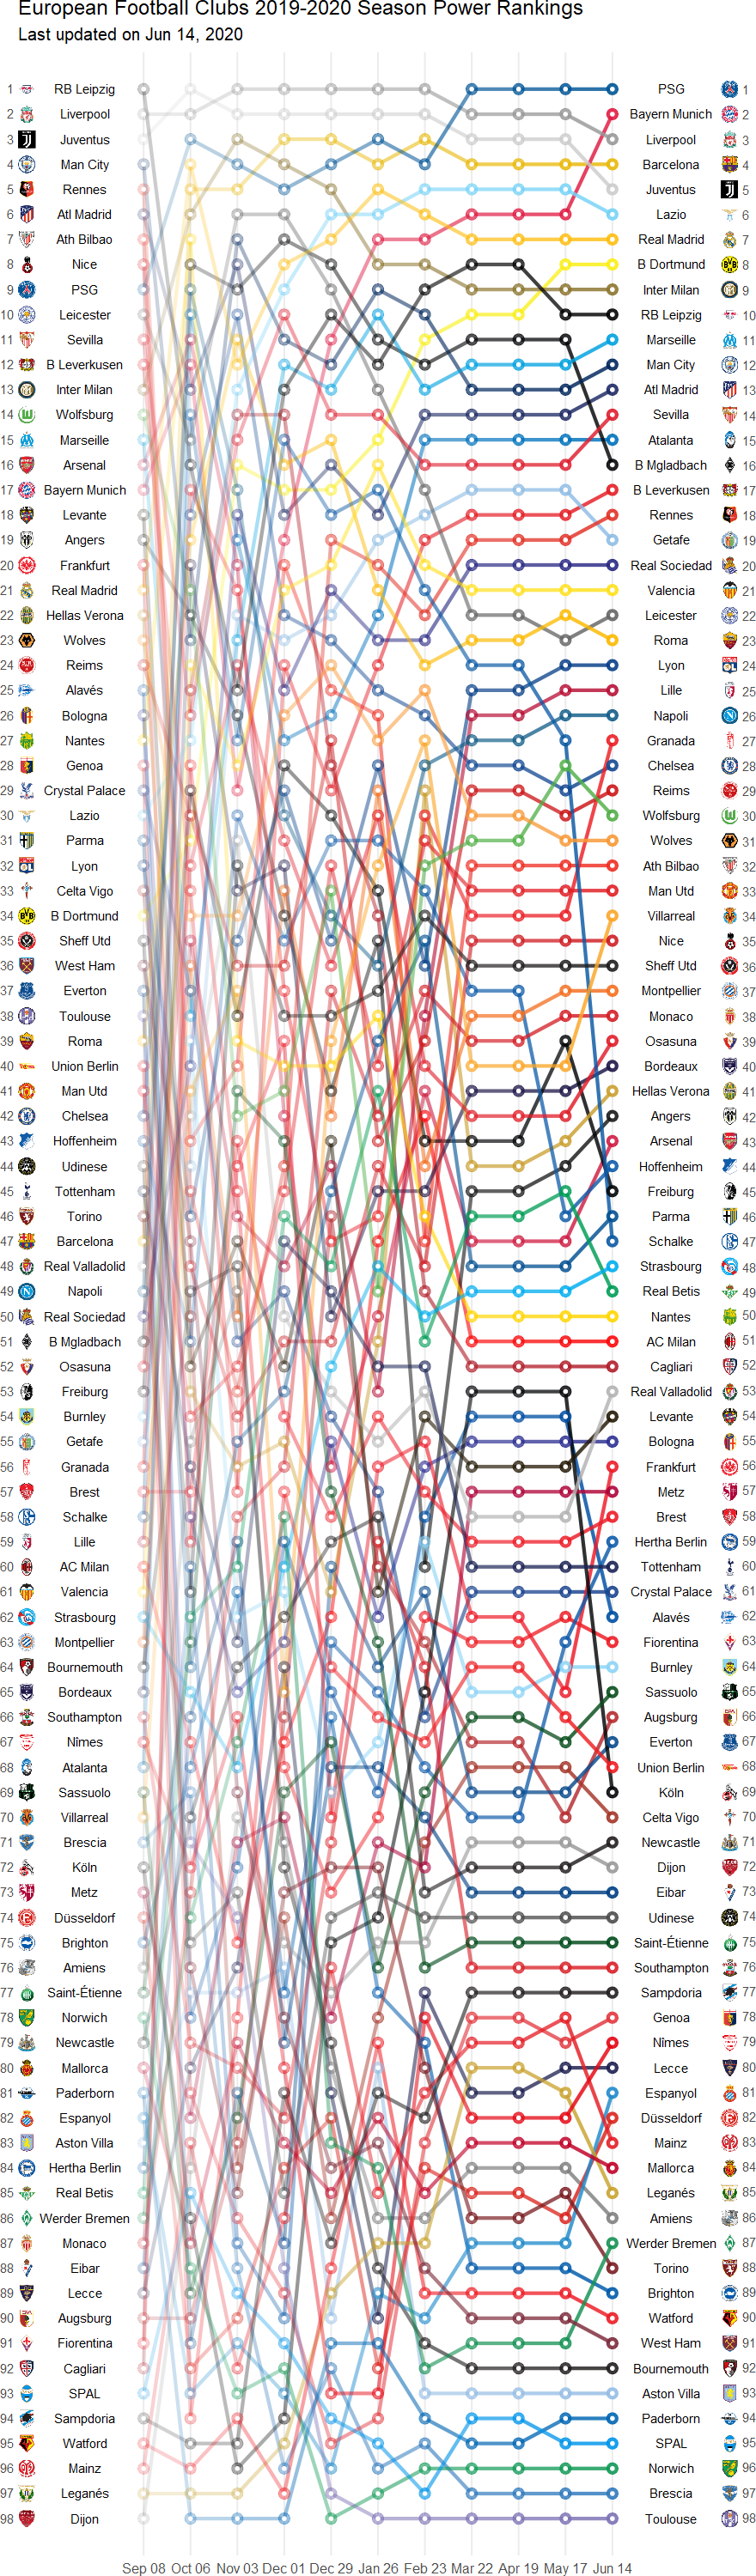 European Football Clubs 2019-2020 Season Power Rankings
Last updated on Jun 14, 2020
1 RB Leipzig PSG 1
2 Liverpool Bayern Munich 2
3 Juventus Liverpool 3
4 Man City Barcelona 4
5 Rennes Juventus 5
6 Atl Madrid Lazio 6
7 Ath Bilbao Real Madrid 7
8 Nice B Dortmund 8
9 PSG Inter Milan 9
10 Leicester RB Leipzig 10
11 Sevilla Marseille 11
12 B Leverkusen Man City 12
13 Inter Milan Atl Madrid 13
14 Wolfsburg Sevilla 14
15 Marseille Atalanta 15
16 Arsenal B Mgladbach 16
17 Bayern Munich B Leverkusen 17
18 Levante Rennes 18
19 Angers Getafe 19
20 Frankfurt Real Sociedad 20
21 Real Madrid Valencia 21
22 Hellas Verona Leicester 22
23 Wolves Roma 23
24 Reims Lyon 24
25 Alavés Lille 25
26 Bologna Napoli 26
27 Nantes Granada 27
28 Genoa Chelsea 28
29 Crystal Palace Reims 29
30 Lazio Wolfsburg 30
31 Parma Wolves 31
32 Lyon Ath Bilbao 32
33 Celta Vigo Man Utd 33
34 B Dortmund Villarreal 34
35 Sheff Utd Nice 35
36 West Ham Sheff Utd 36
37 Everton Montpellier 37
38 Toulouse Monaco 38
39 Roma Osasuna 39
40 Union Berlin Bordeaux 40
41 Man Utd Hellas Verona 41
42 Chelsea Angers 42
43 Hoffenheim Arsenal 43
44 Udinese Hoffenheim 44
45 Tottenham Freiburg 45
46 Torino Parma 46
47 Barcelona Schalke 47
48 Real Valladolid Strasbourg 48
49 Napoli Real Betis 49
50 Real Sociedad Nantes 50
51 B Mgladbach AC Milan 51
52 Osasuna Cagliari 52
53 Freiburg Real Valladolid 53
54 Burnley Levante 54
55 Getafe Bologna 55
56 Granada Frankfurt 56
57 Brest Metz 57
58 Schalke Brest 58
59 Lille Hertha Berlin 59
60 AC Milan Tottenham 60
61 Valencia Crystal Palace 61
62 Strasbourg Alavés 62
63 Montpellier Fiorentina 63
64 Bournemouth Burnley 64
65 Bordeaux Sassuolo 65
66 Southampton Augsburg 66
67 Nîmes Everton 67
68 Atalanta Union Berlin 68
69 Sassuolo Köln 69
70 Villarreal Celta Vigo 70
71 Brescia Newcastle 71
72 Köln Dijon 72
73 Metz Eibar 73
74 Düsseldorf Udinese 74
75 Brighton Saint-Étienne 75
76 Amiens Southampton 76
77 Saint-Étienne Sampdoria 77
78 Norwich Genoa 78
79 Newcastle Nîmes 79
80 Mallorca Lecce 80
81 Paderborn Espanyol 81
82 Espanyol Düsseldorf 82
83 Aston Villa Mainz 83
84 Hertha Berlin Mallorca 84
85 Real Betis Leganés 85
86 Werder Bremen Amiens 86
87 Monaco Werder Bremen 87
88 Eibar Torino 88
89 Lecce Brighton 89
90 Augsburg Watford 90
91 Fiorentina West Ham 91
92 Cagliari Bournemouth 92
93 SPAL Aston Villa 93
94 Sampdoria Paderborn 94
95 Watford SPAL 95
96 Mainz Norwich 96
97 Leganés Brescia 97
98 Dijon Toulouse 98
Sep 08 Oct 06 Nov 03 Dec 01 Dec 29 Jan 26 Feb 23 Mar 22 Apr 19 May 17 Jun 14